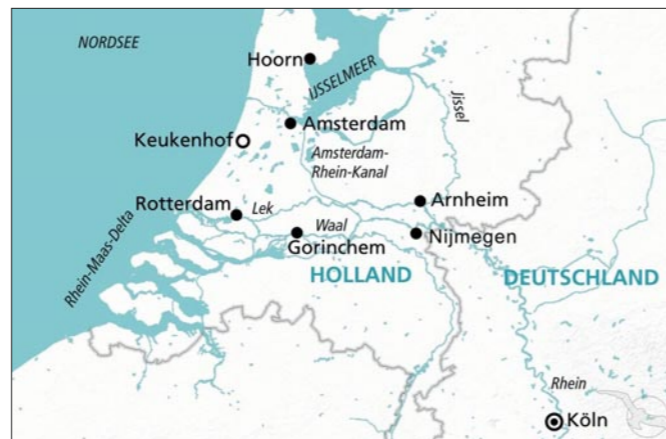 NORDSEE
Hoorn
IJSSELMEER
Ijssel
Amsterdam
Keukenhof
Amsterdam-
Rhein-Kanal
Rotterdam
Lek
Arnheim
Waal
Gorinchem
Nijmegen
Rhein-Maas-Delta
HOLLAND
DEUTSCHLAND
Rhein
Köln